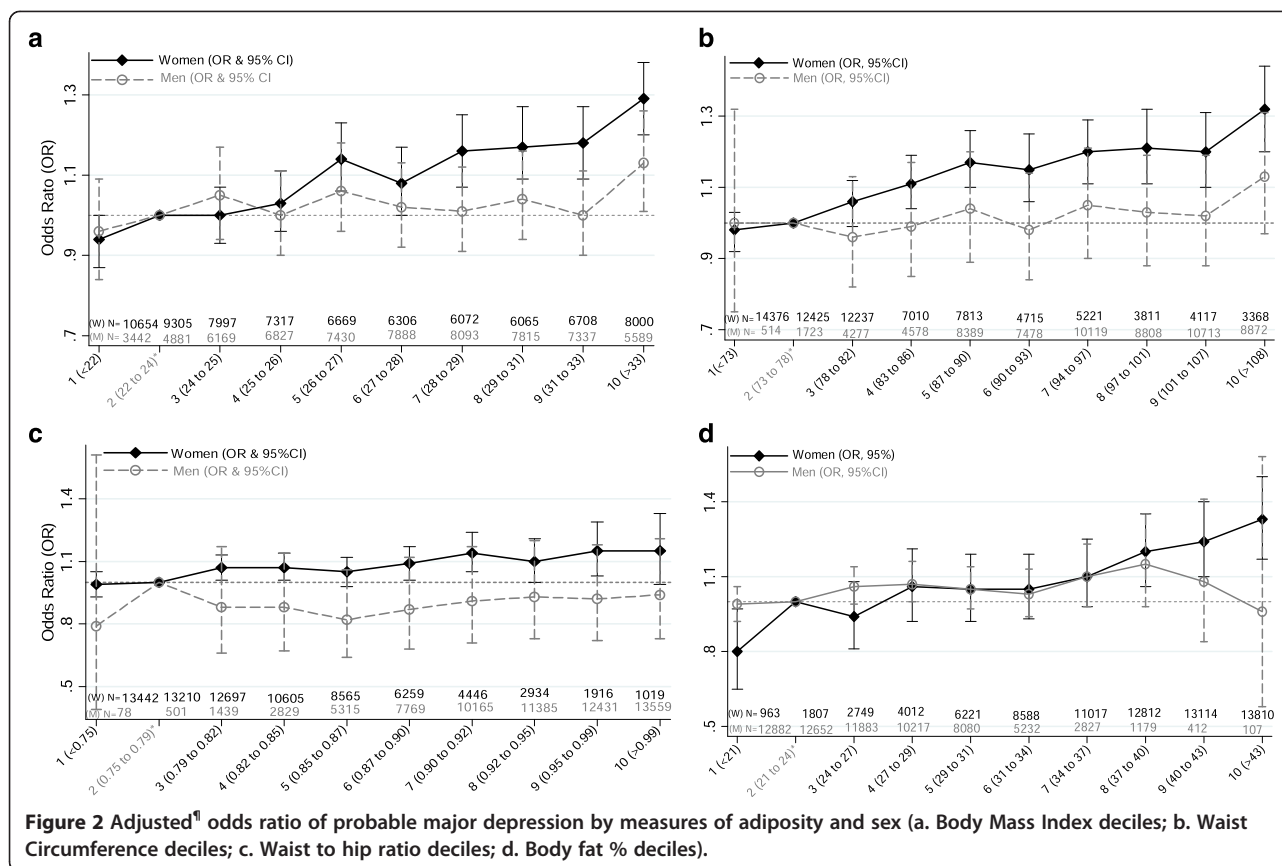 a
Women (OR & 95% CI)
Men (OR & 95% CI
Odds Rato (OR)
1.3
1.1
.9
.7
(W) N= 10654 9305 7997 7317 6669 6306 6072 6065 6708 8000
(M) N= 3442 4881 6169 6827 7430 7888 8093 7815 7337 5589
1 (<22)
2 (22 to 24)*
3 (24 to 25)
4 (25 to 26)
5 (26 to 27)
6 (27 to 28)
7 (28 to 29)
8 (29 to 31)
9 (31 to 33)
10 (>33)
b
Women (OR, 95%CI)
Men (OR, 95%CI)
1.3
1.1
.9
.7
(W) N= 14376 12425 12237 7010 7813 4715 5221 3811 4117 3368
(M) N= 514 1723 4277 4578 8389 7478 10119 8808 10713 8872
1(<73)
2 (73 to 78)*
3 (78 to 82)
4 (83 to 86)
5 (87 to 90)
6 (90 to 93)
7 (94 to 97)
8 (97 to 101)
9 (101 to 107)
10 (>108)
c
Women (OR & 95%CI)
Men (OR & 95%CI)
Odds Ratio (OR)
1.4
1.1
.8
.5
(W) N= 13442 13210 12697 10605 8565 6259 4446 2934 1916 1019
(M) N= 78 501 1439 2829 5315 7769 10165 11385 12431 13559
1 (<0.75)
2 (0.75 to 0.79)*
3 (0.79 to 0.82)
4 (0.82 to 0.85)
5 (0.85 to 0.87)
6 (0.87 to 0.90)
7 (0.90 to 0.92)
8 (0.92 to 0.95)
9 (0.95 to 0.99)
10 (>0.99)
d
Women (OR, 95%)
Men (OR, 95%CI)
1.4
1.1
.8
.5
(W) N= 963 1807 2749 4012 6221 8588 11017 12812 13114 13810
(M) N= 12882 12652 11883 10217 8080 5232 2827 1179 412 107
1 (<21)
2 (21 to 24)*
3 (24 to 27)
4 (27 to 29)
5 (29 to 31)
6 (31 to 34)
7 (34 to 37)
8 (37 to 40)
9 (40 to 43)
10 (>43)
Figure 2 Adjusted¶ odds ratio of probable major depression by measures of adiposity and sex (a. Body Mass Index deciles; b. Waist
Circumference deciles; c. Waist to hip ratio deciles; d. Body fat % deciles).